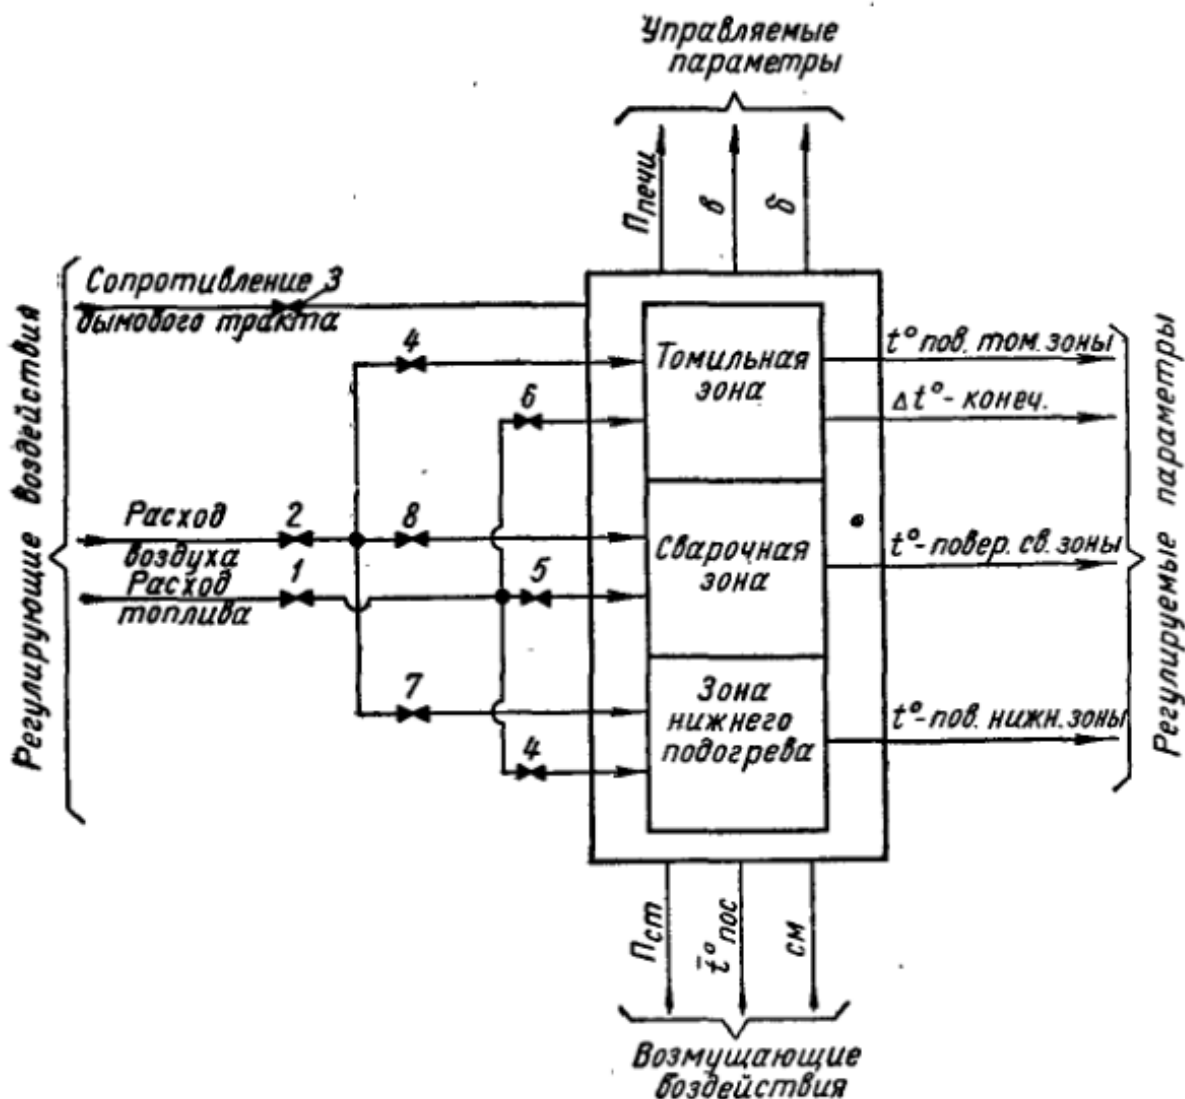 Управляемые
параметры
Ппечи
в
δ
Регулирующие воздействия
Сопротивление 3
дымового тракта
4
6
Расход
воздуха
2
8
Расход
топлива
1
5
7
4
Томильная
зона
Сварочная
зона
Зона
нижнего
подогрева
t° пов. том. зоны
Δt°- конеч.
t°-повер. св. зоны
t°-пов. нижн. зоны
Регулируемые параметры
Пст
t̄° пос
см
Возмущающие
воздействия